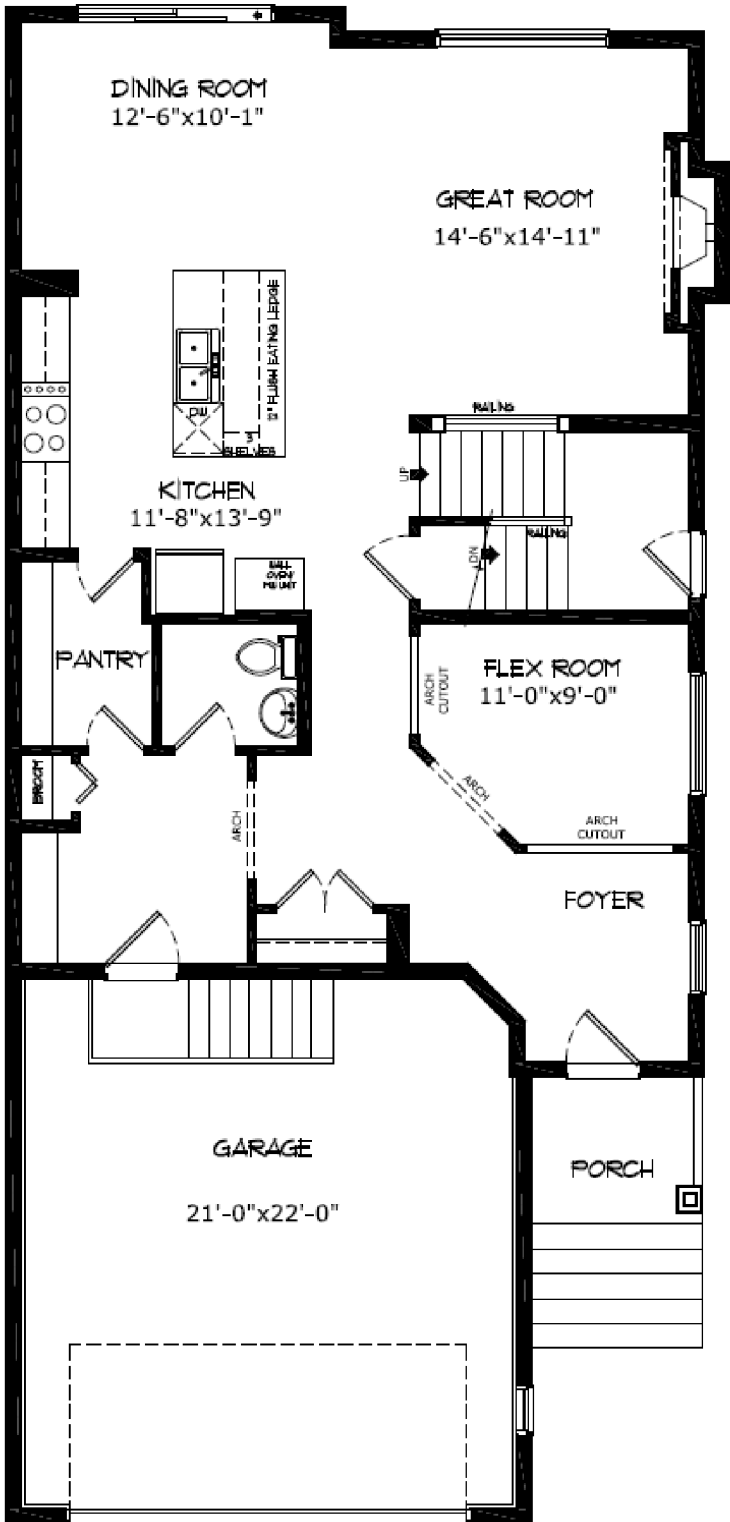 DINING ROOM
12'-6"x10'-1"
GREAT ROOM
14'-6"x14'-11"
12" FLUSH EATING LEDGE
DW
3
SHELVES
RAILING
UP
KITCHEN
11'-8"x13'-9"
RAILING
DN
WALL
OVEN/
PANTRY
FLEX ROOM
11'-0"x9'-0"
ARCH
CUTOUT
BROOM
ARCH
ARCH
ARCH
CUTOUT
FOYER
GARAGE
21'-0"x22'-0"
PORCH